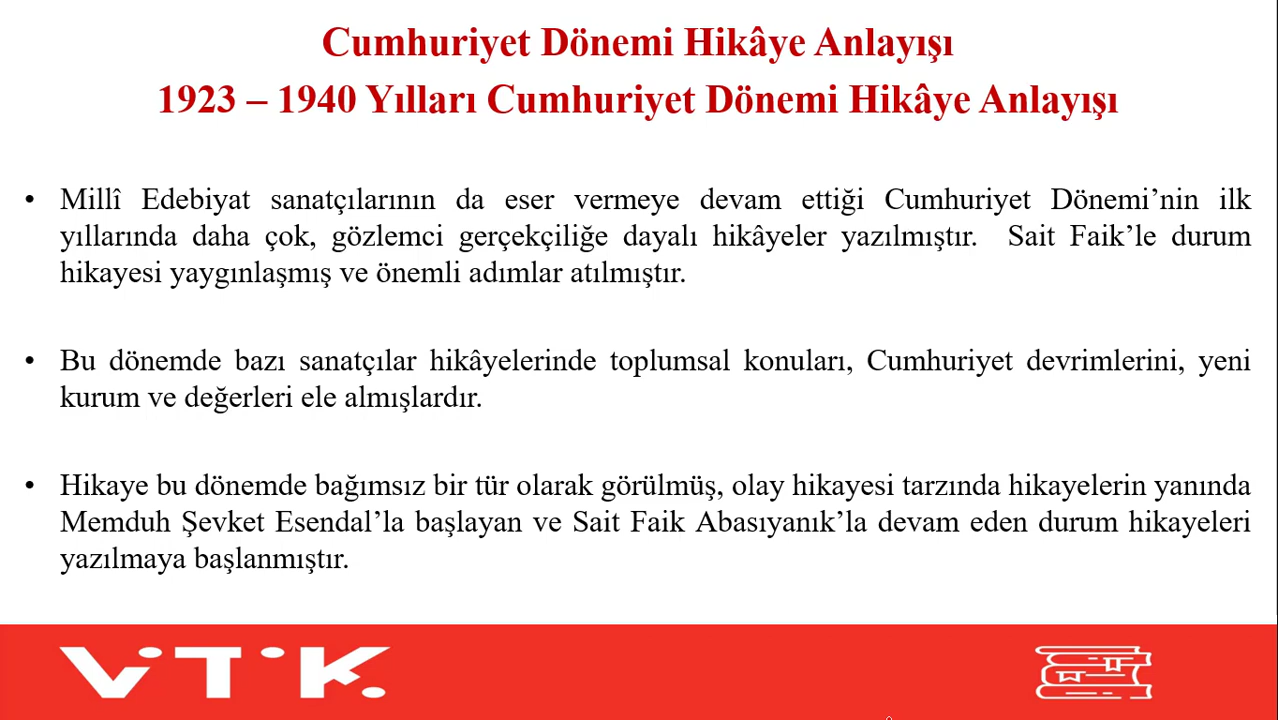 Cumhuriyet Dönemi Hikâye Anlayışı
1923 – 1940 Yılları Cumhuriyet Dönemi Hikâye Anlayışı
• Millî Edebiyat sanatçılarının da eser vermeye devam ettiği Cumhuriyet Dönemi’nin ilk
yıllarında daha çok, gözlemci gerçekçiliğe dayalı hikâyeler yazılmıştır. Sait Faik’le durum
hikayesi yaygınlaşmış ve önemli adımlar atılmıştır.
• Bu dönemde bazı sanatçılar hikâyelerinde toplumsal konuları, Cumhuriyet devrimlerini, yeni
kurum ve değerleri ele almışlardır.
• Hikaye bu dönemde bağımsız bir tür olarak görülmüş, olay hikayesi tarzında hikayelerin yanında
Memduh Şevket Esendal’la başlayan ve Sait Faik Abasıyanık’la devam eden durum hikayeleri
yazılmaya başlanmıştır.
VİTİK